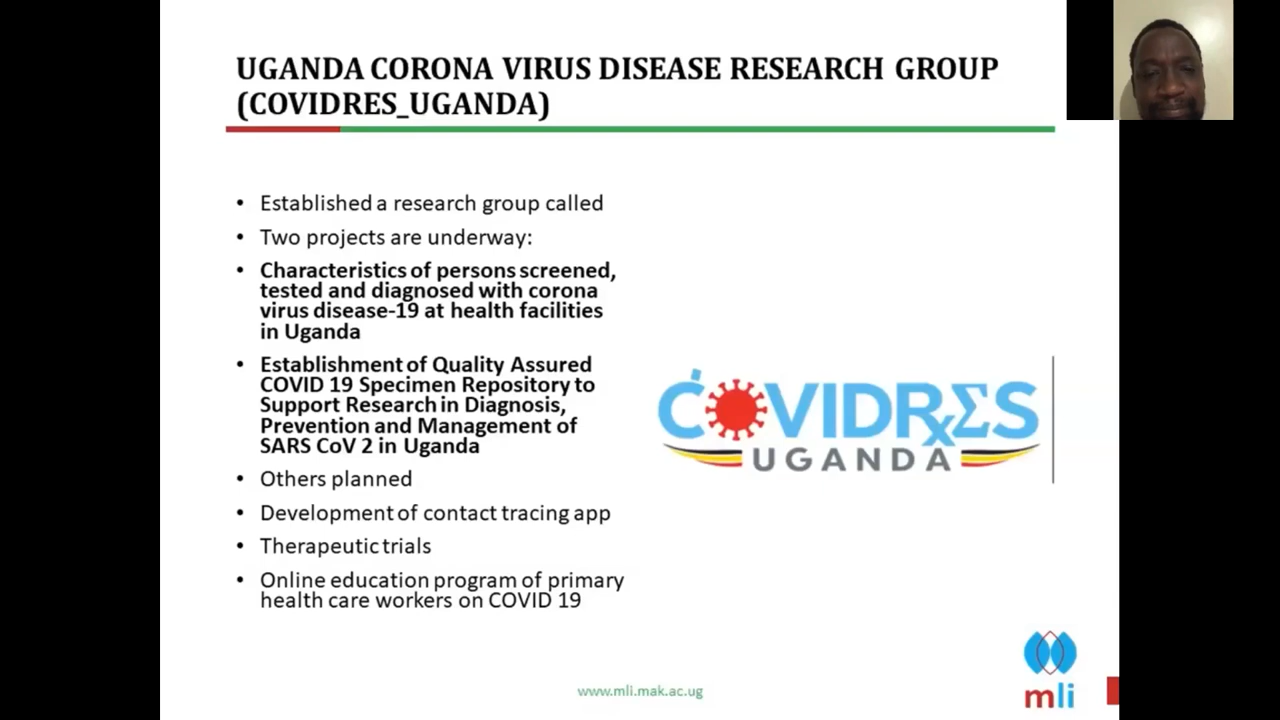 UGANDA CORONA VIRUS DISEASE RESEARCH GROUP
(COVIDRES_UGANDA)
• Established a research group called
• Two projects are underway:
• Characteristics of persons screened,
tested and diagnosed with corona
virus disease-19 at health facilities
in Uganda
• Establishment of Quality Assured
COVID 19 Specimen Repository to
Support Research in Diagnosis,
Prevention and Management of
SARS CoV 2 in Uganda
• Others planned
• Development of contact tracing app
• Therapeutic trials
• Online education program of primary
health care workers on COVID 19
COVIDRxΣS
UGANDA
www.mli.mak.ac.ug
mli